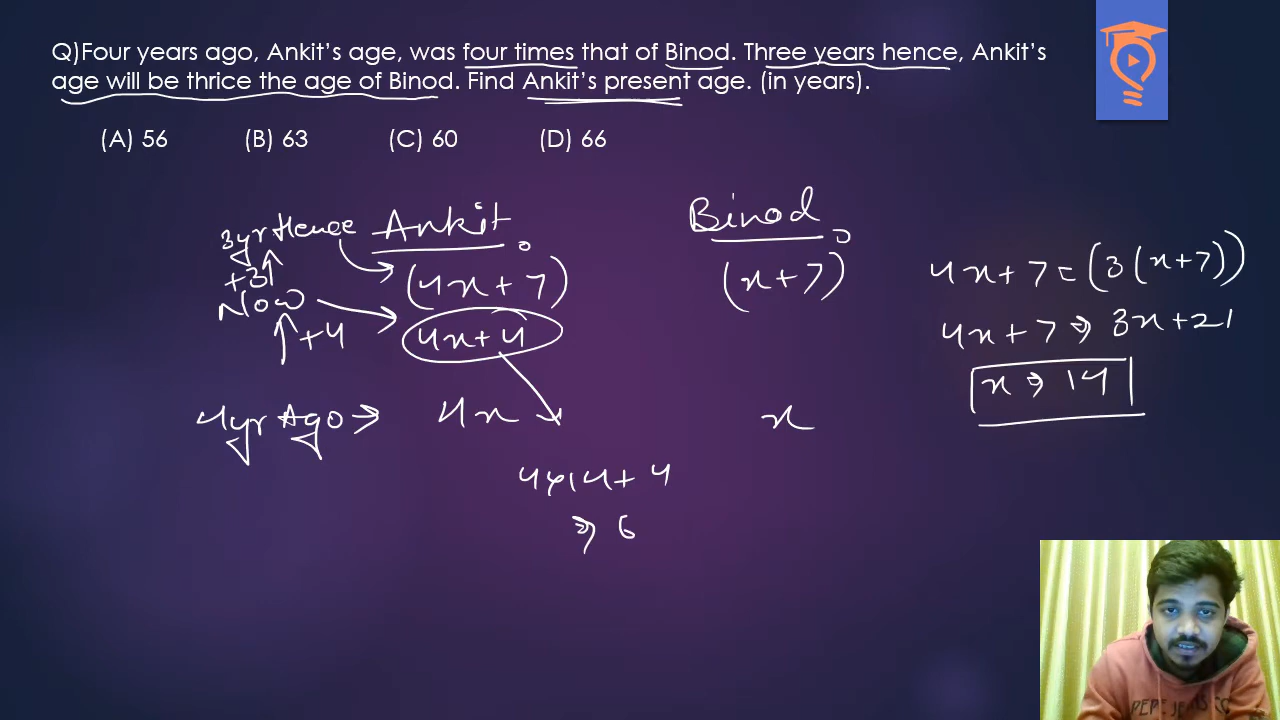 Q)Four years ago, Ankit’s age, was four times that of Binod. Three years hence, Ankit’s
age will be thrice the age of Binod. Find Ankit’s present age. (in years).
(A) 56 (B) 63 (C) 60 (D) 66
3yr Hence Ankit Binod
+3
(4x+7) (x+7) 4x+7 = (3(x+7))
Now
4x+4 4x+7 ⇒ 3x+21
+4
x ⇒ 14
4yr Ago → 4x x
4x14+4
⇒ 6
PEPE JEANS